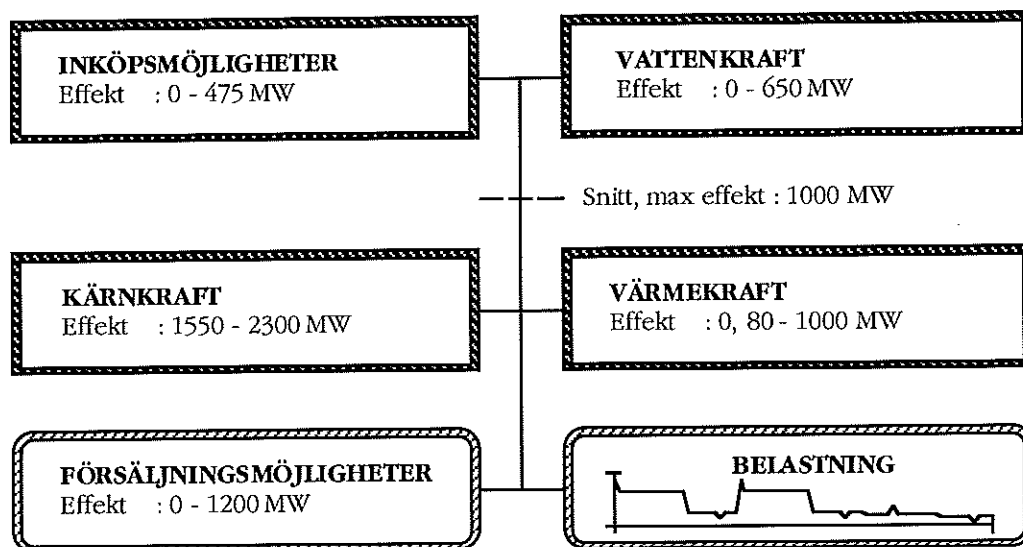 INKÖPSMÖJLIGHETER
Effekt : 0 - 475 MW
VATTENKRAFT
Effekt : 0 - 650 MW
Snitt, max effekt : 1000 MW
KÄRNKRAFT
Effekt : 1550 - 2300 MW
VÄRMEKRAFT
Effekt : 0, 80 - 1000 MW
FÖRSÄLJNINGSMÖJLIGHETER
Effekt : 0 - 1200 MW
BELASTNING